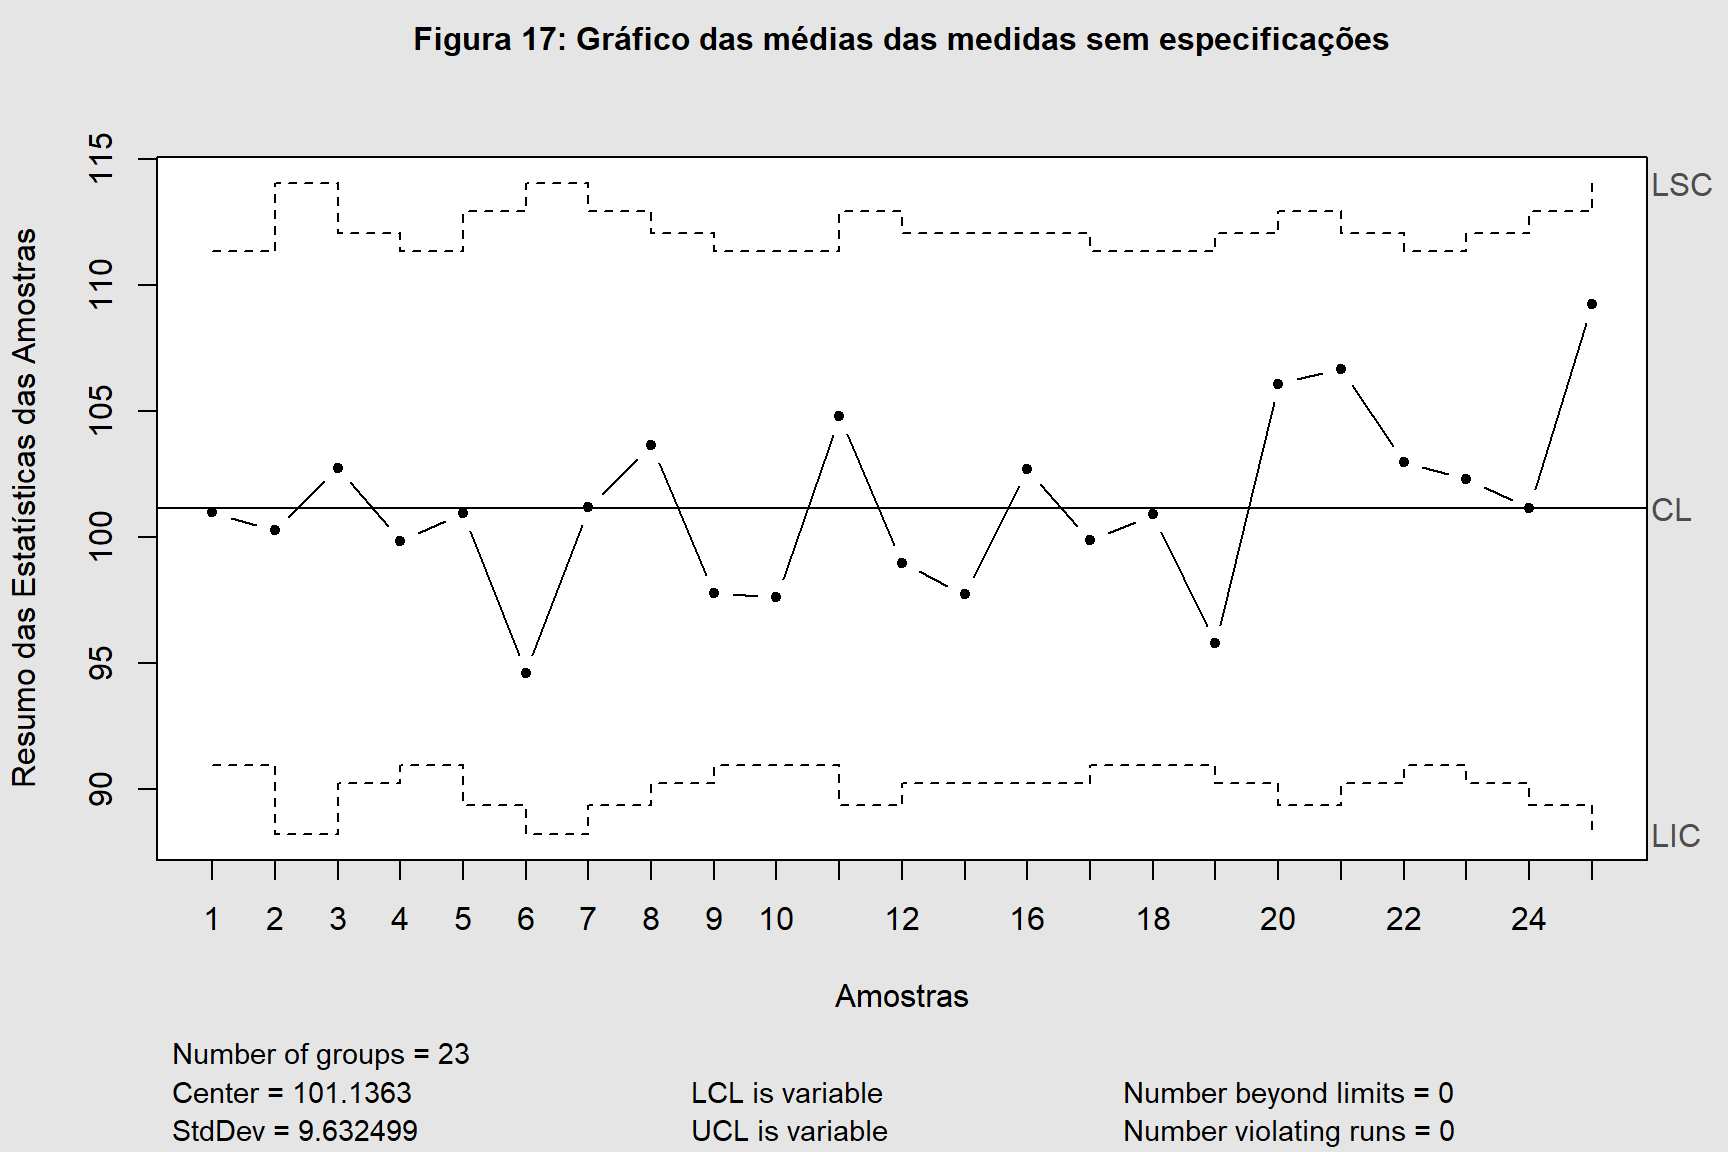 Figura 17: Gráfico das médias das medidas sem especificações
Resumo das Estatísticas das Amostras
115
110
105
100
95
90
LSC
CL
LIC
1 2 3 4 5 6 7 8 9 10 12 16 18 20 22 24
Amostras
Number of groups = 23
Center = 101.1363 LCL is variable Number beyond limits = 0
StdDev = 9.632499 UCL is variable Number violating runs = 0